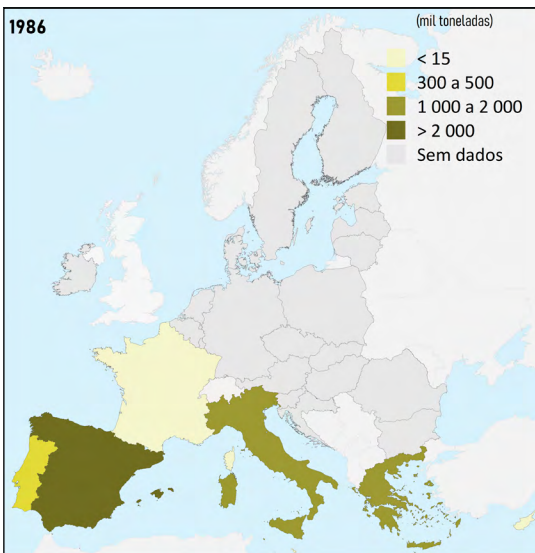 1986
(mil toneladas)
< 15
300 a 500
1 000 a 2 000
> 2 000
Sem dados